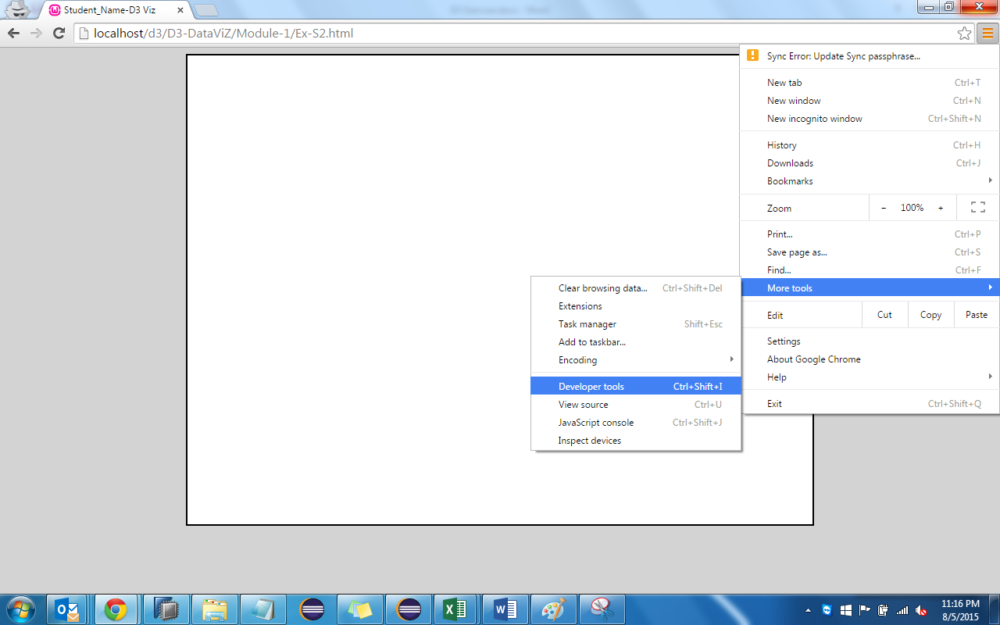 Student_Name-D3 Viz
localhost/d3/D3-DataViZ/Module-1/Ex-S2.html
Sync Error: Update Sync passphrase...
New tab Ctrl+T
New window Ctrl+N
New incognito window Ctrl+Shift+N
History Ctrl+H
Downloads Ctrl+J
Bookmarks
Zoom − 100% +
Print... Ctrl+P
Save page as... Ctrl+S
Find... Ctrl+F
More tools
Edit Cut Copy Paste
Settings
About Google Chrome
Help
Exit Ctrl+Shift+Q
Clear browsing data... Ctrl+Shift+Del
Extensions
Task manager Shift+Esc
Add to taskbar...
Encoding
Developer tools Ctrl+Shift+I
View source Ctrl+U
JavaScript console Ctrl+Shift+J
Inspect devices
11:16 PM
8/5/2015